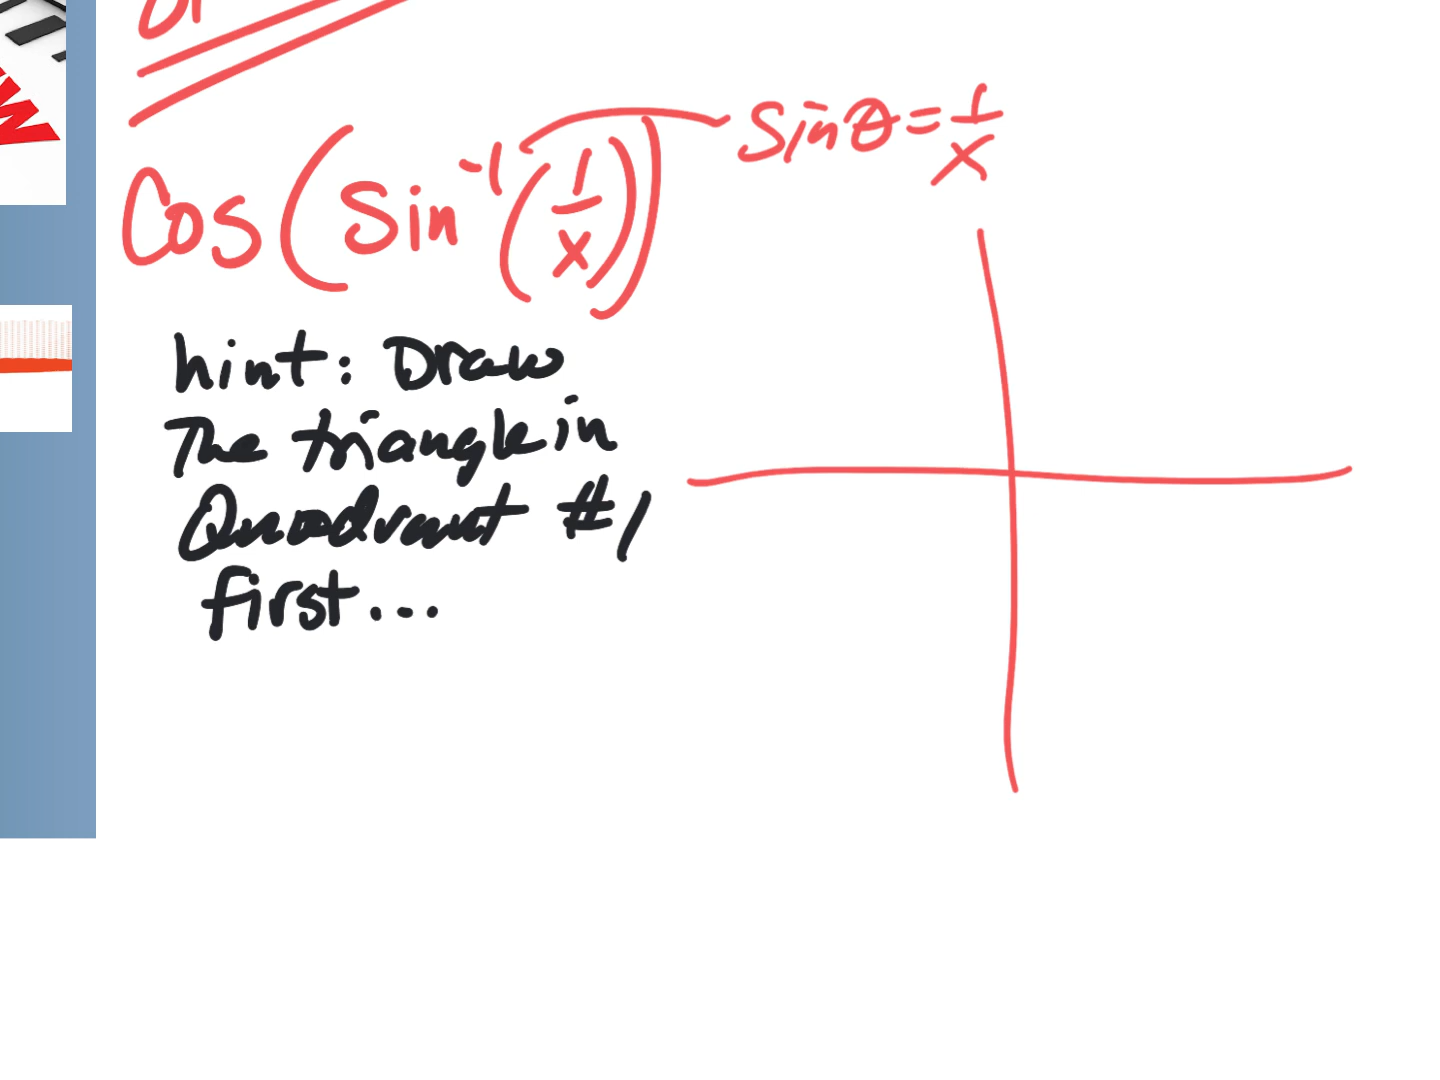 sinθ = 1/x
Cos(sin⁻¹(1/x))
hint: Draw
The triangle in
Quadrant #1
first...